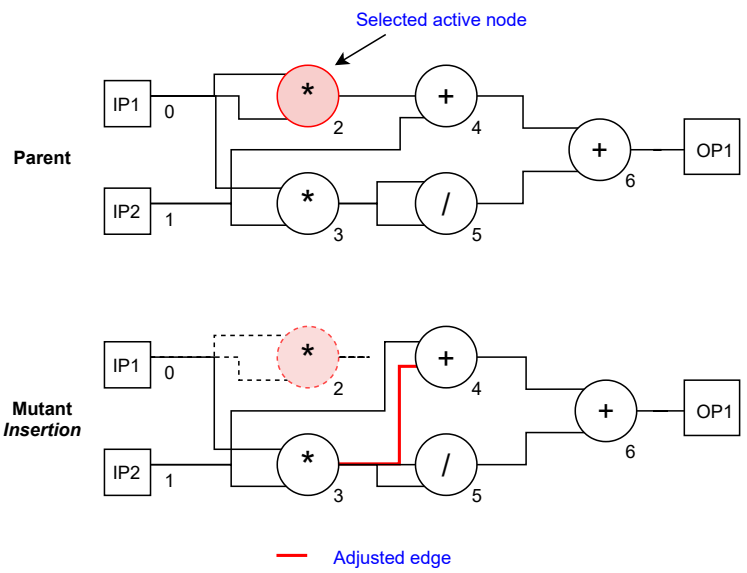 Selected active node
IP1
0
*
2
+
4
Parent
+
6
OP1
IP2
1
*
3
/
5
IP1
0
*
2
+
4
Mutant
Insertion
+
6
OP1
IP2
1
*
3
/
5
Adjusted edge